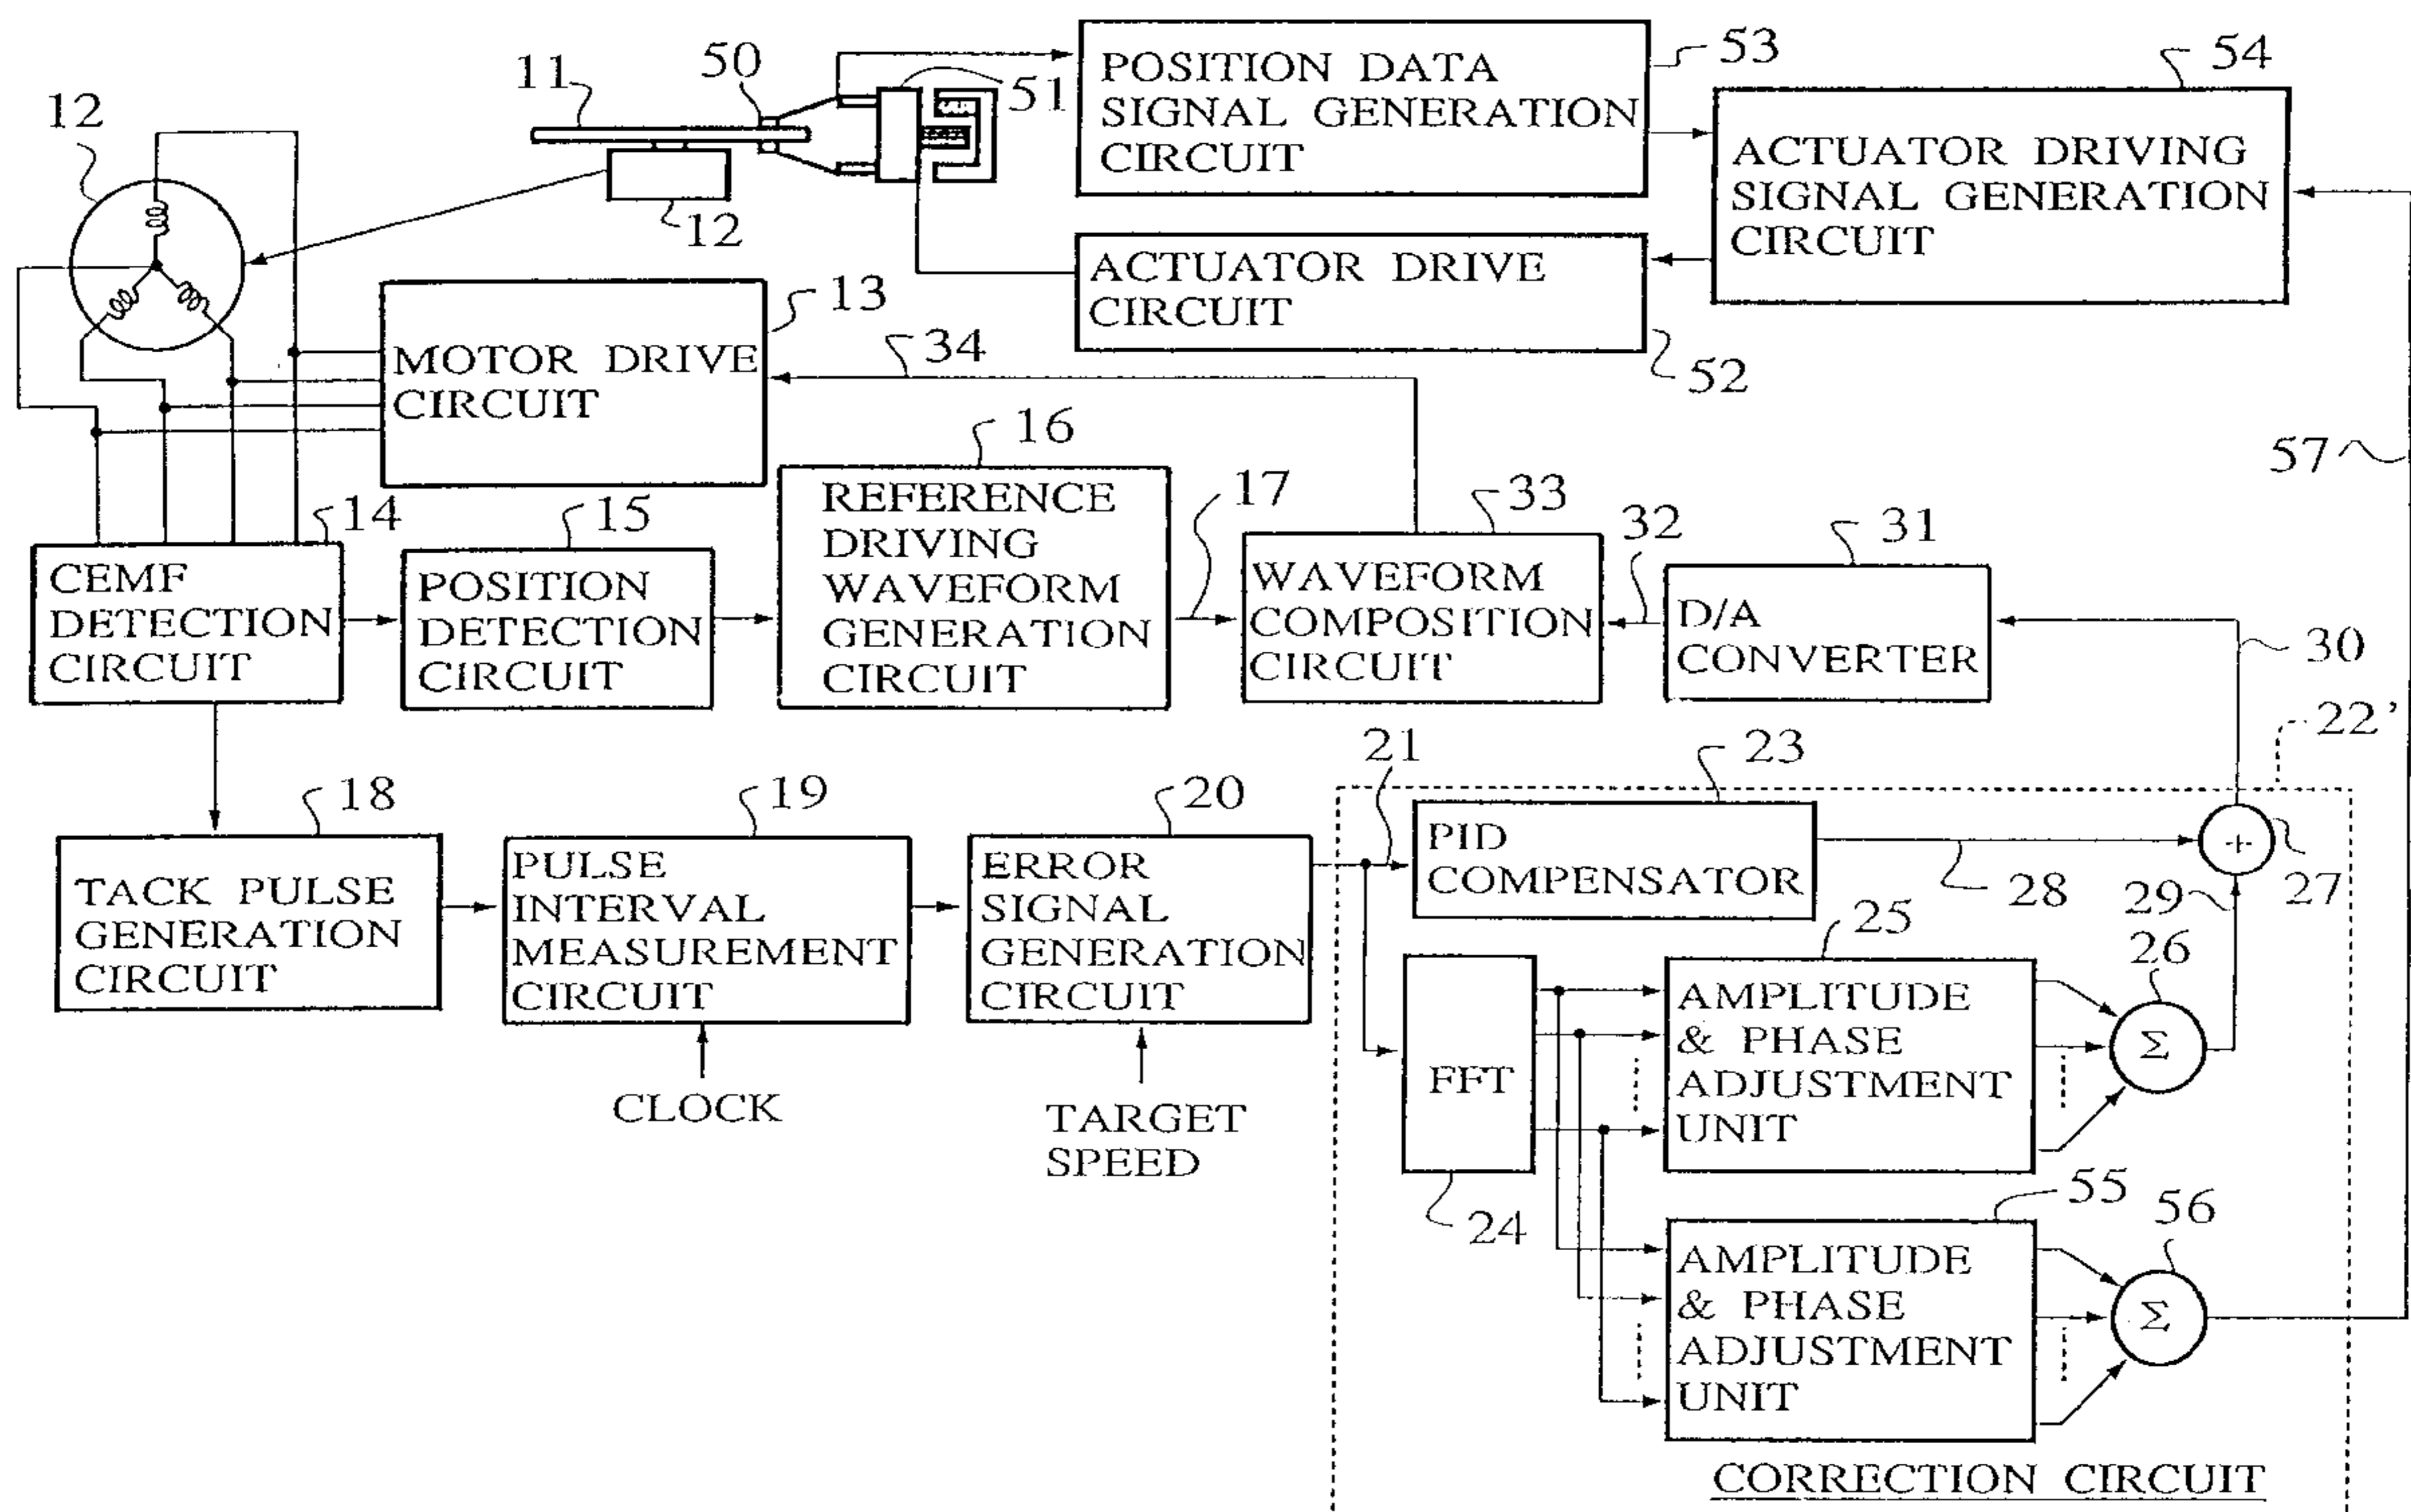 11
50
51
POSITION DATA
SIGNAL GENERATION
CIRCUIT
53
54
12
12
ACTUATOR DRIVING
SIGNAL GENERATION
CIRCUIT
ACTUATOR DRIVE
CIRCUIT
52
MOTOR DRIVE
CIRCUIT
13
34
57
14
CEMF
DETECTION
CIRCUIT
15
POSITION
DETECTION
CIRCUIT
16
REFERENCE
DRIVING
WAVEFORM
GENERATION
CIRCUIT
17
33
WAVEFORM
COMPOSITION
CIRCUIT
32
31
D/A
CONVERTER
30
22'
18
TACK PULSE
GENERATION
CIRCUIT
19
PULSE
INTERVAL
MEASUREMENT
CIRCUIT
CLOCK
20
ERROR
SIGNAL
GENERATION
CIRCUIT
TARGET
SPEED
21
23
PID
COMPENSATOR
28
+
27
29
FFT
24
25
AMPLITUDE
& PHASE
ADJUSTMENT
UNIT
26
Σ
55
AMPLITUDE
& PHASE
ADJUSTMENT
UNIT
56
Σ
CORRECTION CIRCUIT